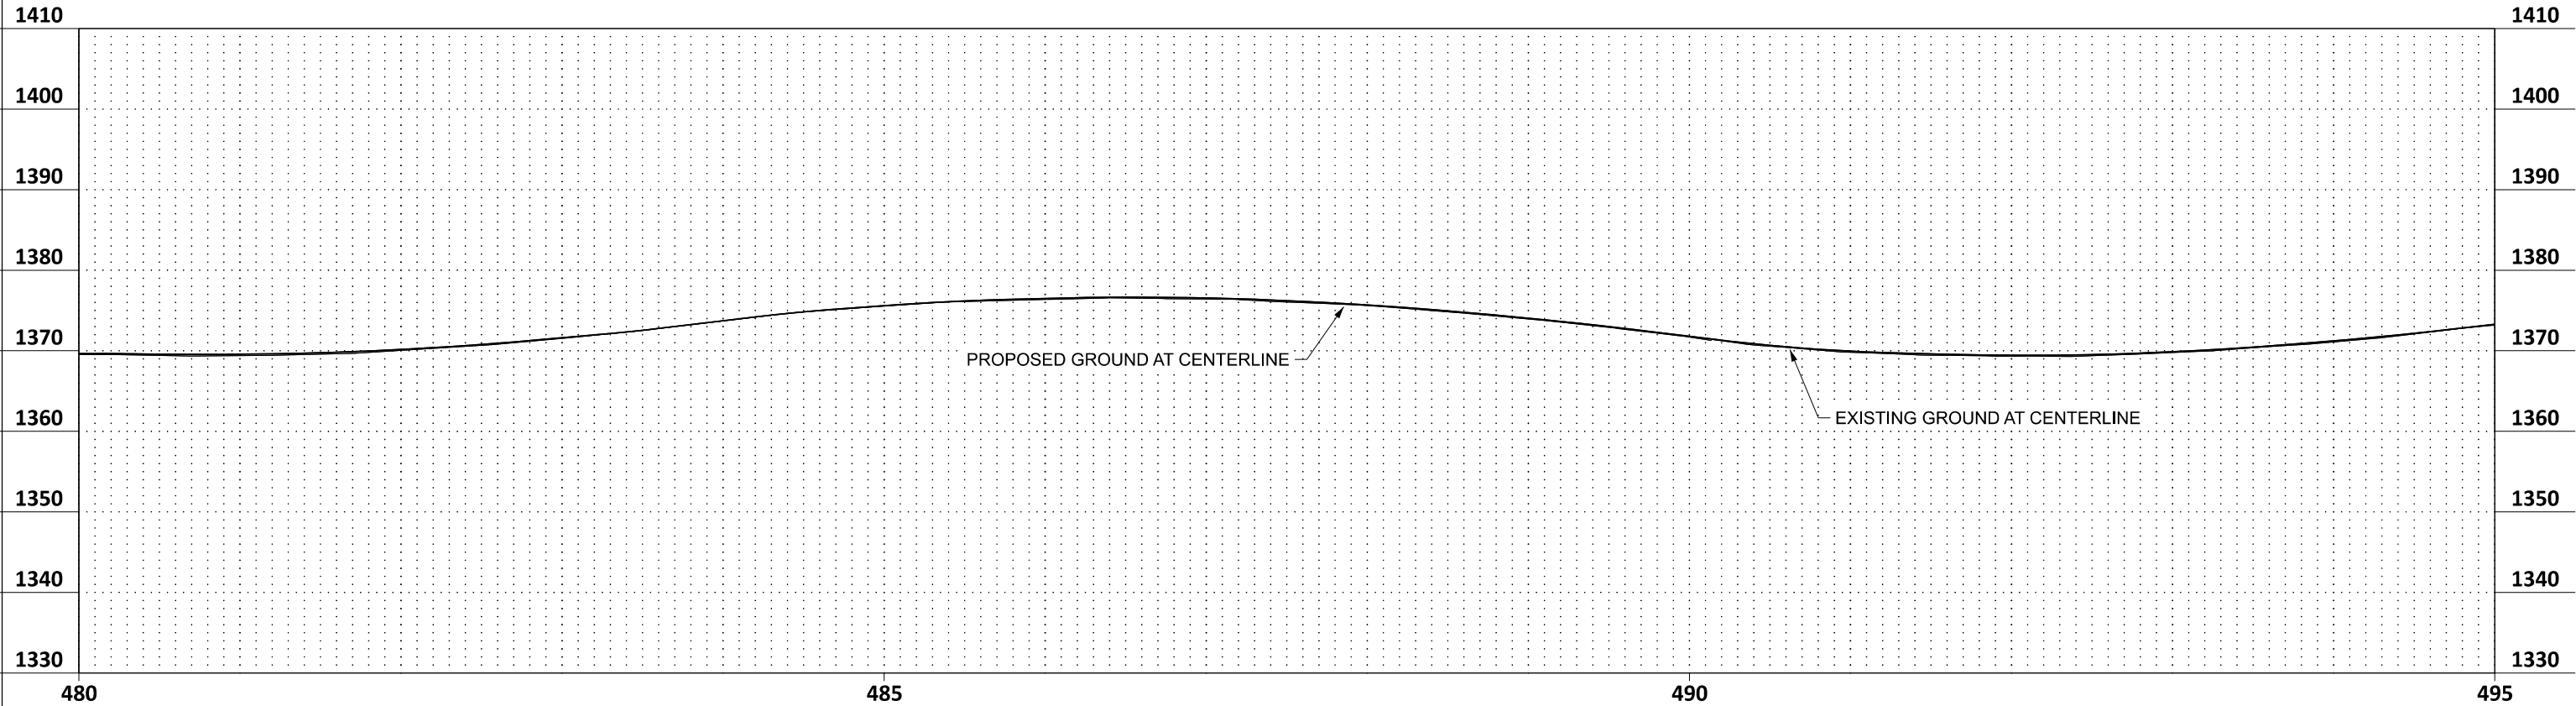 1410 1410
1400 1400
1390 1390
1380 1380
1370 1370
PROPOSED GROUND AT CENTERLINE
1360 EXISTING GROUND AT CENTERLINE 1360
1350 1350
1340 1340
1330 1330
480 485 490 495